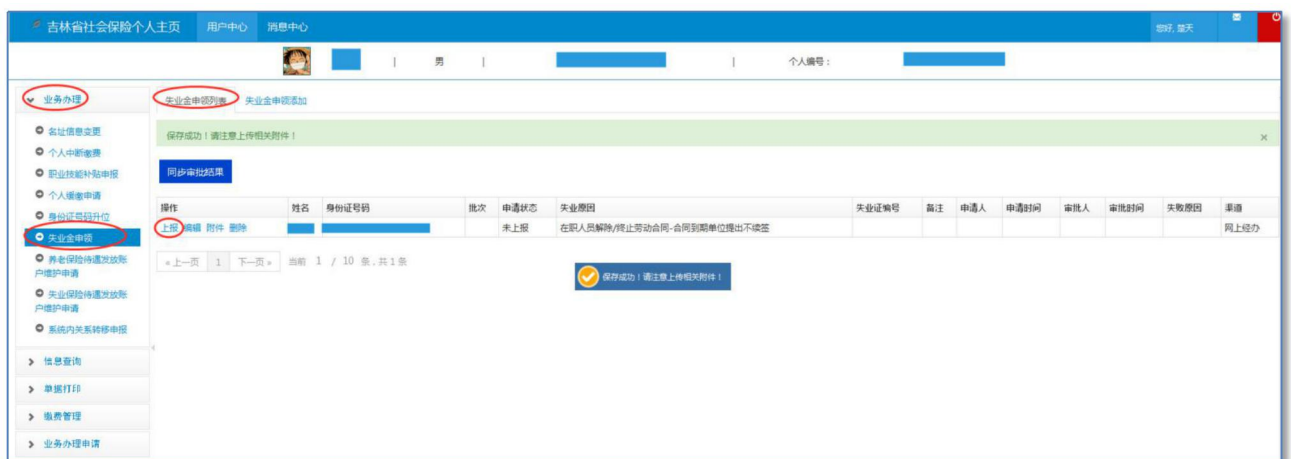 吉林省社会保险个人主页 用户中心 消息中心 您好, 楚天
男 | | 个人编号：
业务办理 失业金申领列表 失业金申领添加
名址信息变更
保存成功！请注意上传相关附件！ ×
个人中断缴费
职业技能补贴申报 同步审批结果
个人缓缴申请
身份证号码升位
操作 姓名 身份证号码 批次 申请状态 失业原因 失业证编号 备注 申请人 申请时间 审批人 审批时间 失败原因 渠道
上报 编辑 附件 删除 未上报 在职人员解除/终止劳动合同-合同到期单位提出不续签 网上经办
失业金申领
养老保险待遇发放账
户维护申请
« 上一页 1 下一页 » 当前 1 / 10 条,共1条
保存成功！请注意上传相关附件！
失业保险待遇发放账
户维护申请
系统内关系转移申报
信息查询
单据打印
缴费管理
业务办理申请